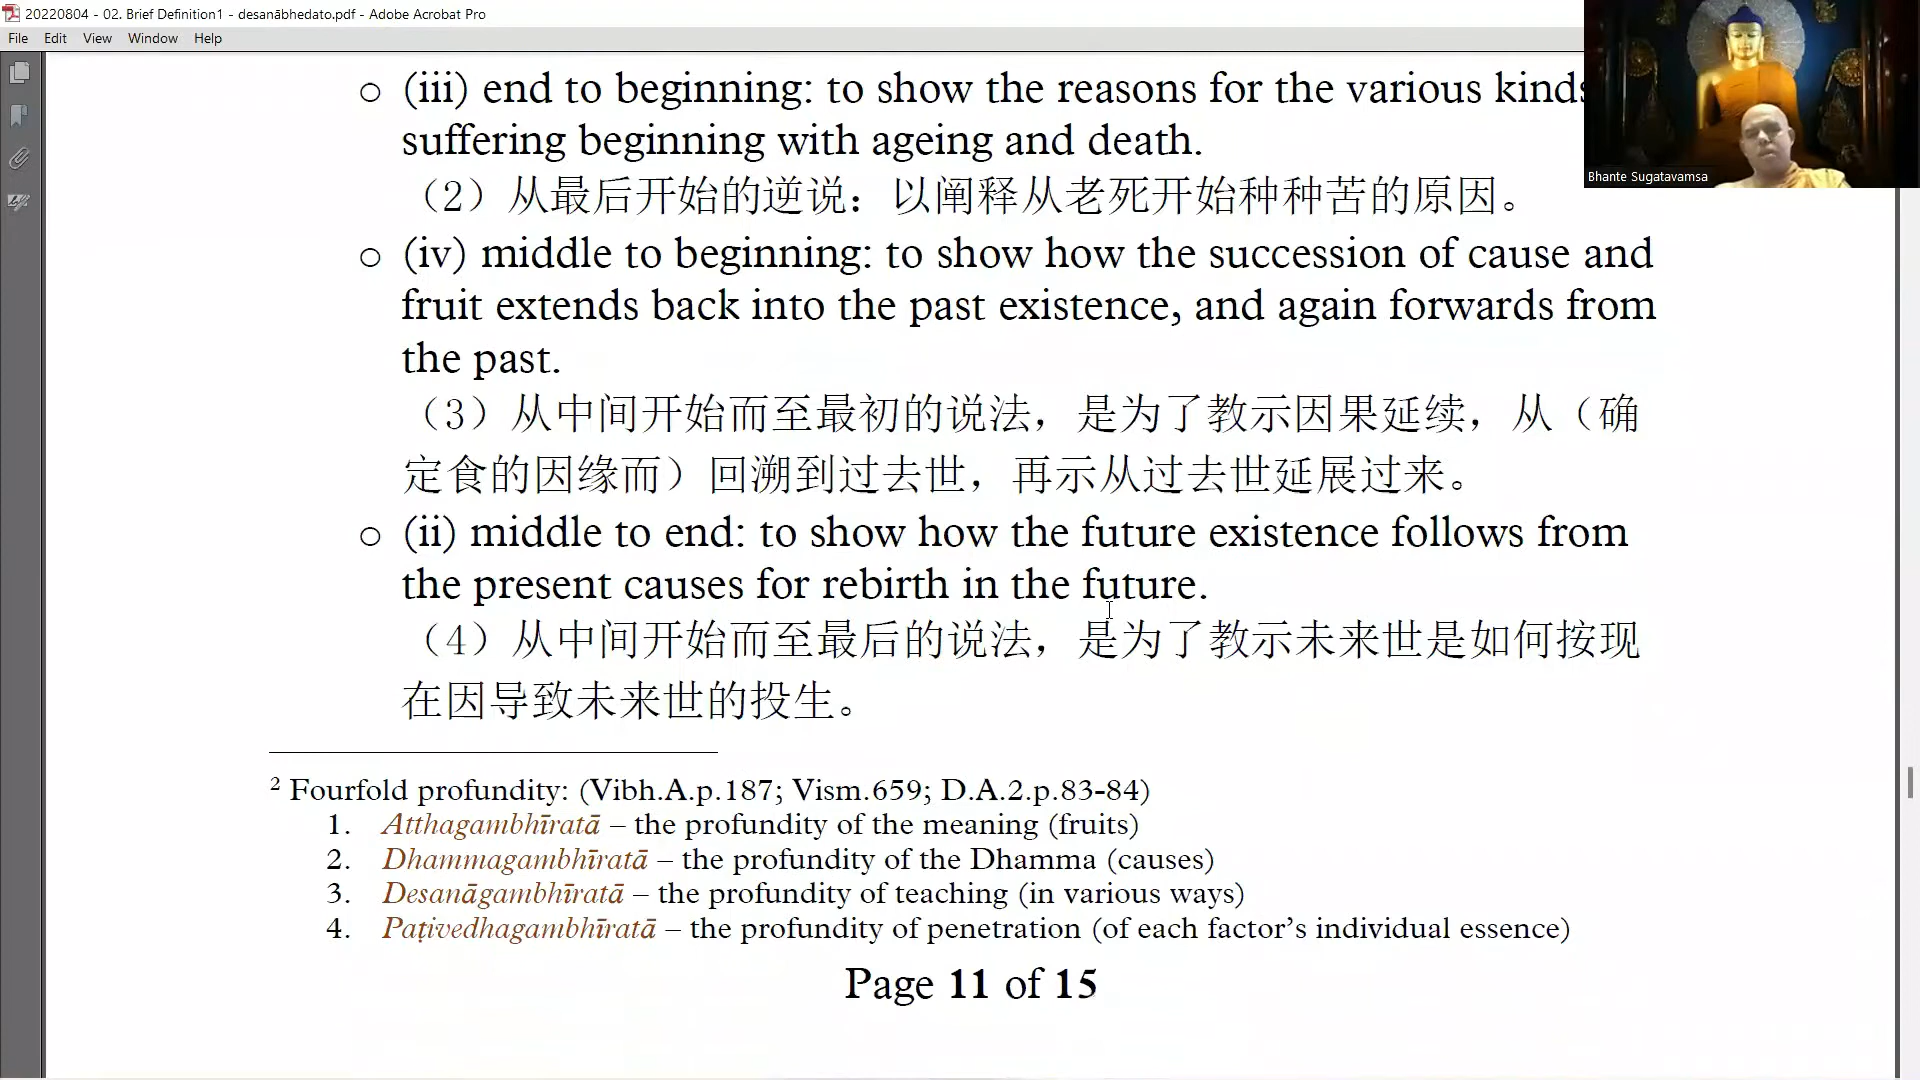 20220804 - 02. Brief Definition1 - desanābhedato.pdf - Adobe Acrobat Pro
File Edit View Window Help
Bhante Sugatavamsa
○ (iii) end to beginning: to show the reasons for the various kinds
suffering beginning with ageing and death.
（2）从最后开始的逆说：以阐释从老死开始种种苦的原因。
○ (iv) middle to beginning: to show how the succession of cause and
fruit extends back into the past existence, and again forwards from
the past.
（3）从中间开始而至最初的说法，是为了教示因果延续，从（确
定食的因缘而）回溯到过去世，再示从过去世延展过来。
○ (ii) middle to end: to show how the future existence follows from
the present causes for rebirth in the future.
（4）从中间开始而至最后的说法，是为了教示未来世是如何按现
在因导致未来世的投生。
2 Fourfold profundity: (Vibh.A.p.187; Vism.659; D.A.2.p.83-84)
1. Atthagambhīratā – the profundity of the meaning (fruits)
2. Dhammagambhīratā – the profundity of the Dhamma (causes)
3. Desanāgambhīratā – the profundity of teaching (in various ways)
4. Paṭivedhagambhīratā – the profundity of penetration (of each factor’s individual essence)
Page 11 of 15